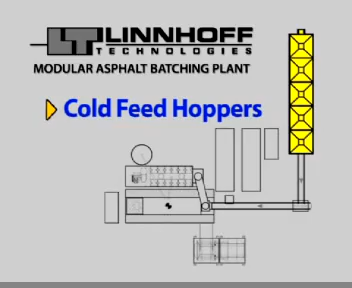 LINNHOFF
TECHNOLOGIES
MODULAR ASPHALT BATCHING PLANT
Cold Feed Hoppers